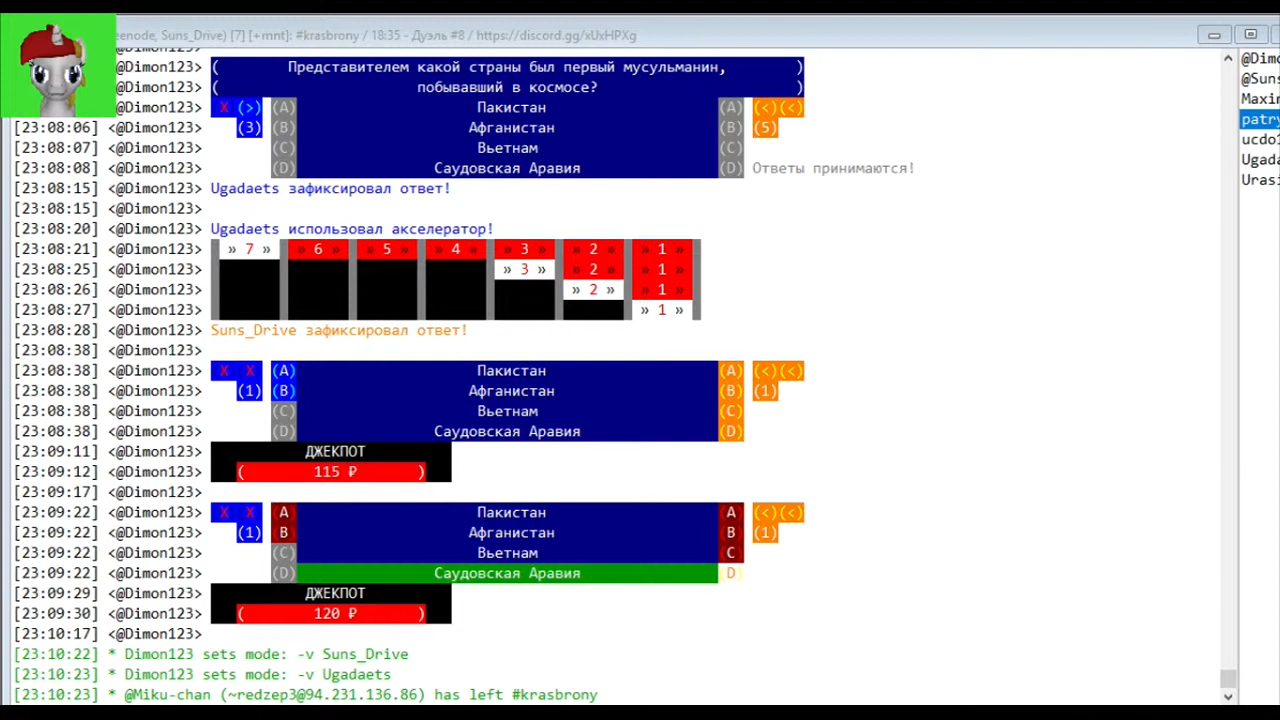 eenode, Suns_Drive) [7] [+mnt]: #krasbrony / 18:35 - Дуэль #8 / https://discord.gg/xUxHPXg
<@Dimon123> ( Представителем какой страны был первый мусульманин, )
<@Dimon123> ( побывавший в космосе? )
<@Dimon123> X (>) (A) Пакистан (A) (<)(<)
[23:08:06] <@Dimon123> (3) (B) Афганистан (B) (5)
[23:08:07] <@Dimon123> (C) Вьетнам (C)
[23:08:08] <@Dimon123> (D) Саудовская Аравия (D) Ответы принимаются!
[23:08:15] <@Dimon123> Ugadaets зафиксировал ответ!
[23:08:15] <@Dimon123>
[23:08:20] <@Dimon123> Ugadaets использовал акселератор!
[23:08:21] <@Dimon123> » 7 » » 6 » » 5 » » 4 » » 3 » » 2 » » 1 »
[23:08:25] <@Dimon123> » 3 » » 2 » » 1 »
[23:08:26] <@Dimon123> » 2 » » 1 »
[23:08:27] <@Dimon123> » 1 »
[23:08:28] <@Dimon123> Suns_Drive зафиксировал ответ!
[23:08:38] <@Dimon123>
[23:08:38] <@Dimon123> X X (A) Пакистан (A) (<)(<)
[23:08:38] <@Dimon123> (1) (B) Афганистан (B) (1)
[23:08:38] <@Dimon123> (C) Вьетнам (C)
[23:08:38] <@Dimon123> (D) Саудовская Аравия (D)
[23:09:11] <@Dimon123> ДЖЕКПОТ
[23:09:12] <@Dimon123> ( 115 ₽ )
[23:09:17] <@Dimon123>
[23:09:22] <@Dimon123> X X (A Пакистан A) (<)(<)
[23:09:22] <@Dimon123> (1) (B Афганистан B) (1)
[23:09:22] <@Dimon123> (C) Вьетнам C)
[23:09:22] <@Dimon123> (D) Саудовская Аравия (D)
[23:09:29] <@Dimon123> ДЖЕКПОТ
[23:09:30] <@Dimon123> ( 120 ₽ )
[23:10:17] <@Dimon123>
[23:10:22] * Dimon123 sets mode: -v Suns_Drive
[23:10:23] * Dimon123 sets mode: -v Ugadaets
[23:10:23] * @Miku-chan (~redzep3@94.231.136.86) has left #krasbrony
@Dimo
@Suns
Maxim
patry
ucdo1
Ugada
Urasi